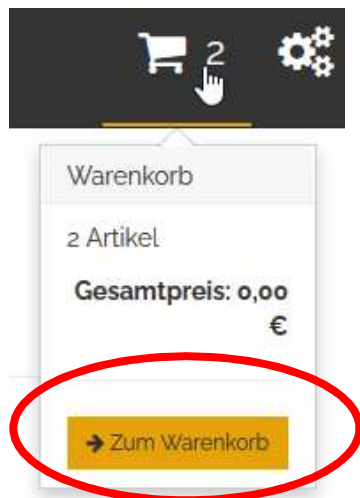 2
Warenkorb
2 Artikel
Gesamtpreis: 0,00
€
Zum Warenkorb